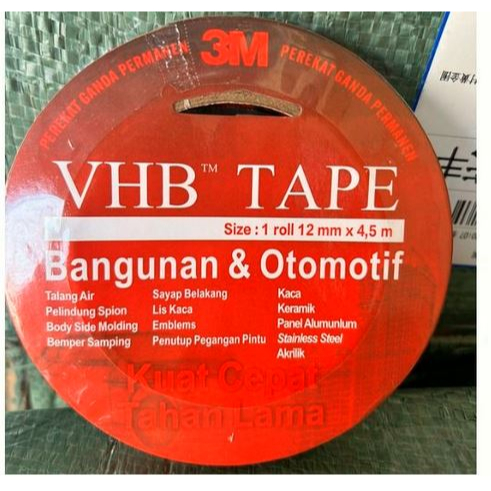 PEREKAT GANDA PERMANEN 3M PEREKAT GANDA PERMANEN
VHB™ TAPE
Size : 1 roll 12 mm x 4,5 m
Bangunan & Otomotif
Talang Air Sayap Belakang Kaca
Pelindung Spion Lis Kaca Keramik
Body Side Molding Emblems Panel Alumunium
Bemper Samping Penutup Pegangan Pintu Stainless Steel
Akrilik
Kuat Cepat
Tahan Lama